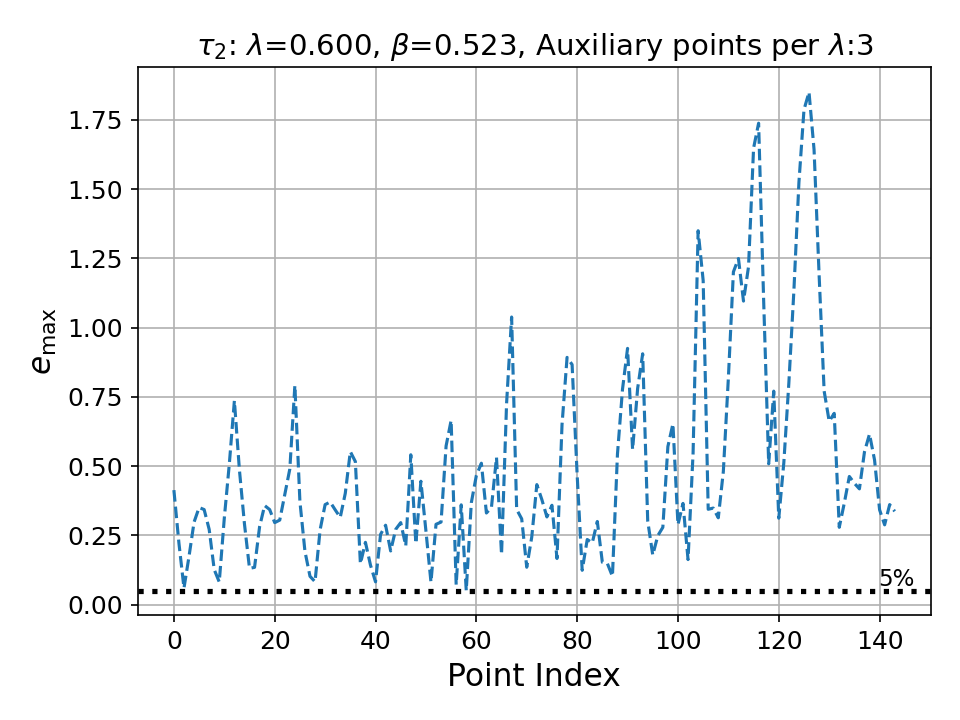 τ₂: λ=0.600, β=0.523, Auxiliary points per λ:3
e_max
1.75
1.50
1.25
1.00
0.75
0.50
0.25
0.00
5%
0 20 40 60 80 100 120 140
Point Index